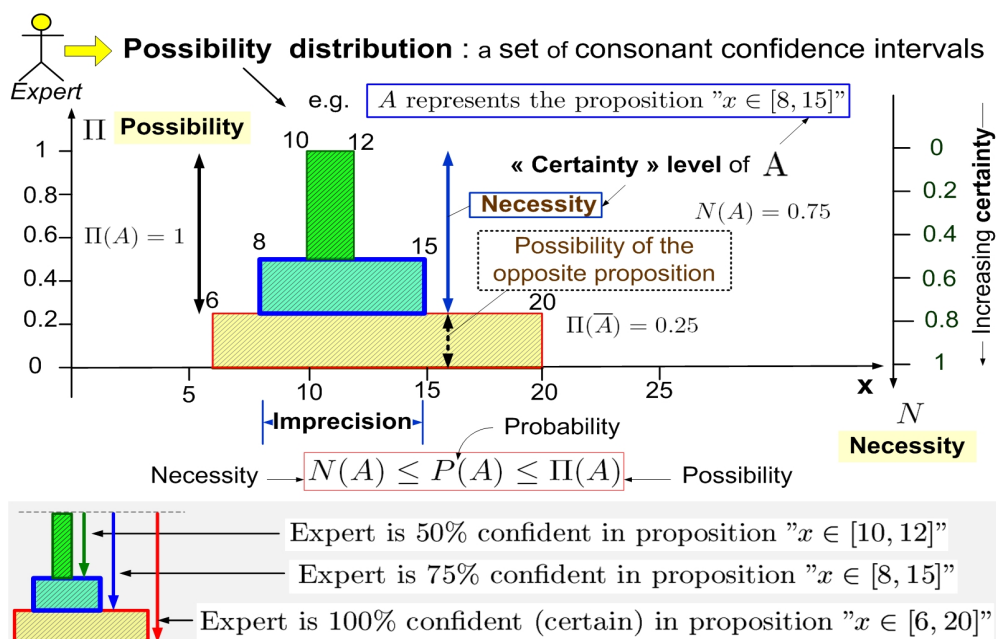 Possibility distribution : a set of consonant confidence intervals
Expert
e.g.
A represents the proposition "x ∈ [8, 15]"
Π Possibility
10 12
« Certainty » level of A
Necessity
N(A) = 0.75
Π(A) = 1
8
15
Possibility of the
opposite proposition
6
20
Π(A̅) = 0.25
1
0.8
0.6
0.4
0.2
0
0
0.2
0.4
0.6
0.8
1
Increasing certainty
5 10 15 20 25 x
N
Necessity
Imprecision
Probability
Necessity
N(A) ≤ P(A) ≤ Π(A)
Possibility
Expert is 50% confident in proposition "x ∈ [10, 12]"
Expert is 75% confident in proposition "x ∈ [8, 15]"
Expert is 100% confident (certain) in proposition "x ∈ [6, 20]"